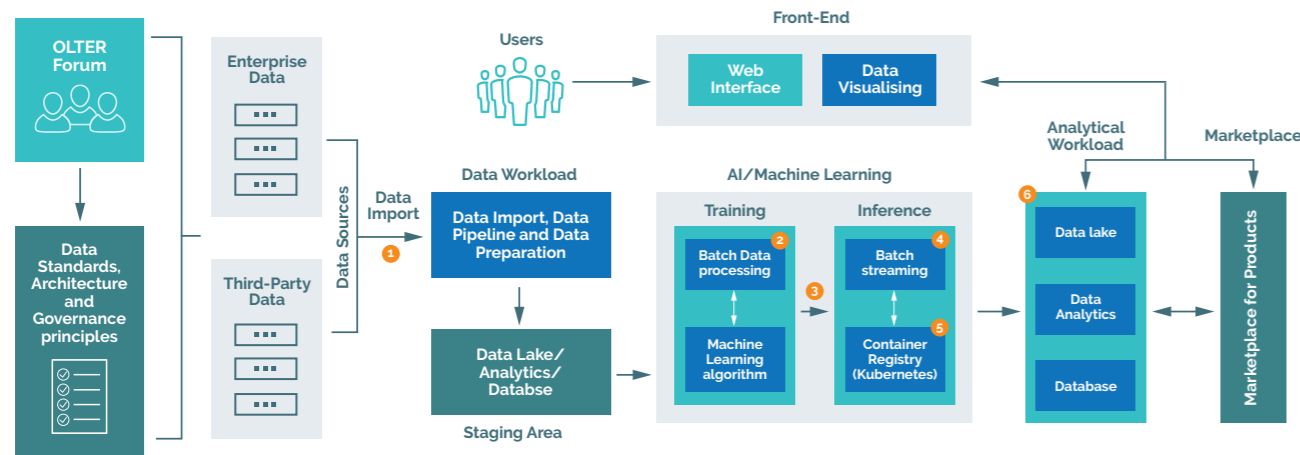 OLTER
Forum
Data
Standards,
Architecture
and
Governance
principles
Enterprise
Data
Third-Party
Data
Data Sources
Data
Import
1
Users
Front-End
Web
Interface
Data
Visualising
Data Workload
Data Import, Data
Pipeline and Data
Preparation
Data Lake/
Analytics/
Databse
Staging Area
AI/Machine Learning
Training
2
Batch Data
processing
Machine
Learning
algorithm
3
Inference
4
Batch
streaming
5
Container
Registry
(Kubernetes)
Analytical
Workload
6
Data lake
Data
Analytics
Database
Marketplace
Marketplace for Products